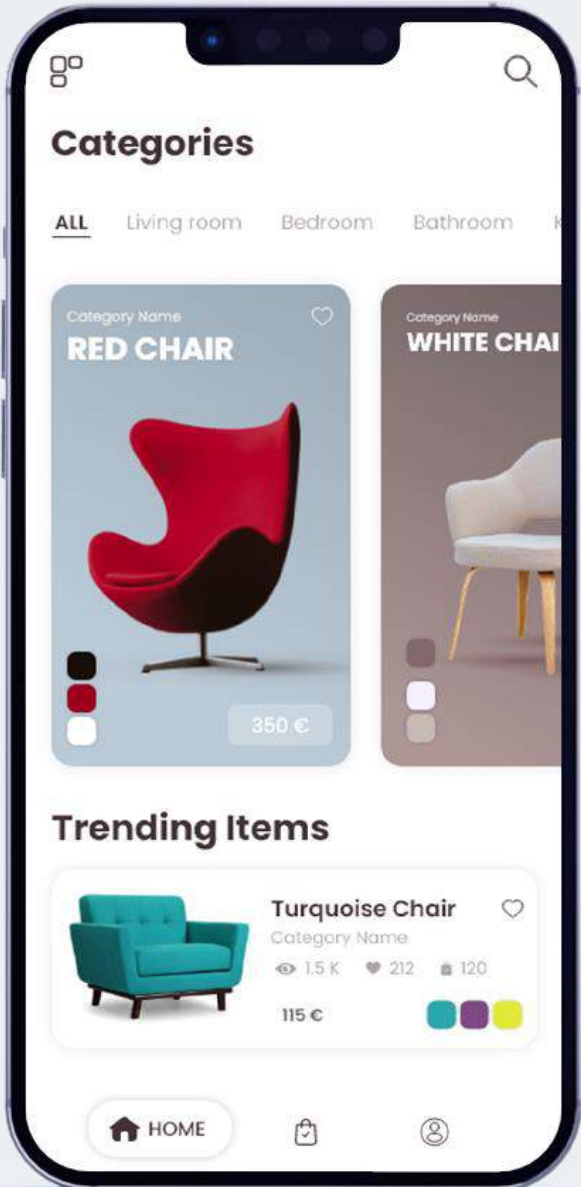 Categories
ALL Living room Bedroom Bathroom K
Category Name
RED CHAIR
350 €
Category Name
WHITE CHAI
Trending Items
Turquoise Chair
Category Name
1.5 K 212 120
115 €
HOME